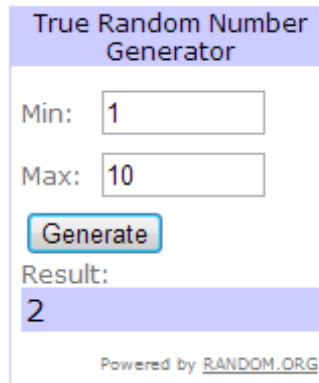 True Random Number
Generator
Min: 1
Max: 10
Generate
Result:
2
Powered by RANDOM.ORG